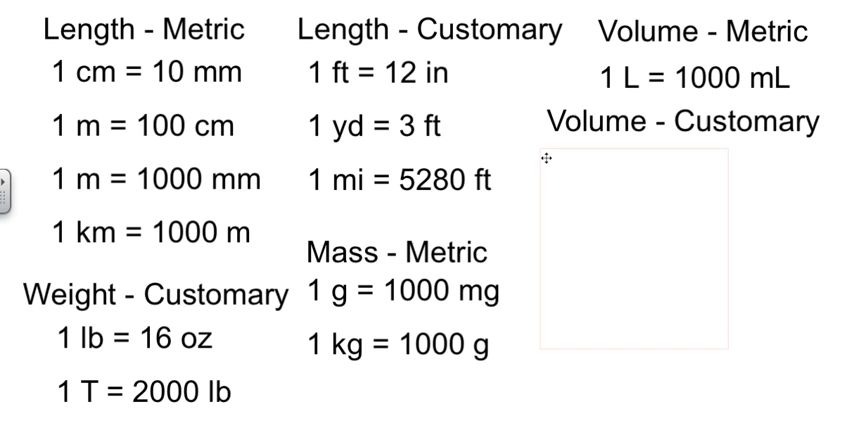 Length - Metric
1 cm = 10 mm
1 m = 100 cm
1 m = 1000 mm
1 km = 1000 m
Weight - Customary
1 lb = 16 oz
1 T = 2000 lb
Length - Customary
1 ft = 12 in
1 yd = 3 ft
1 mi = 5280 ft
Mass - Metric
1 g = 1000 mg
1 kg = 1000 g
Volume - Metric
1 L = 1000 mL
Volume - Customary